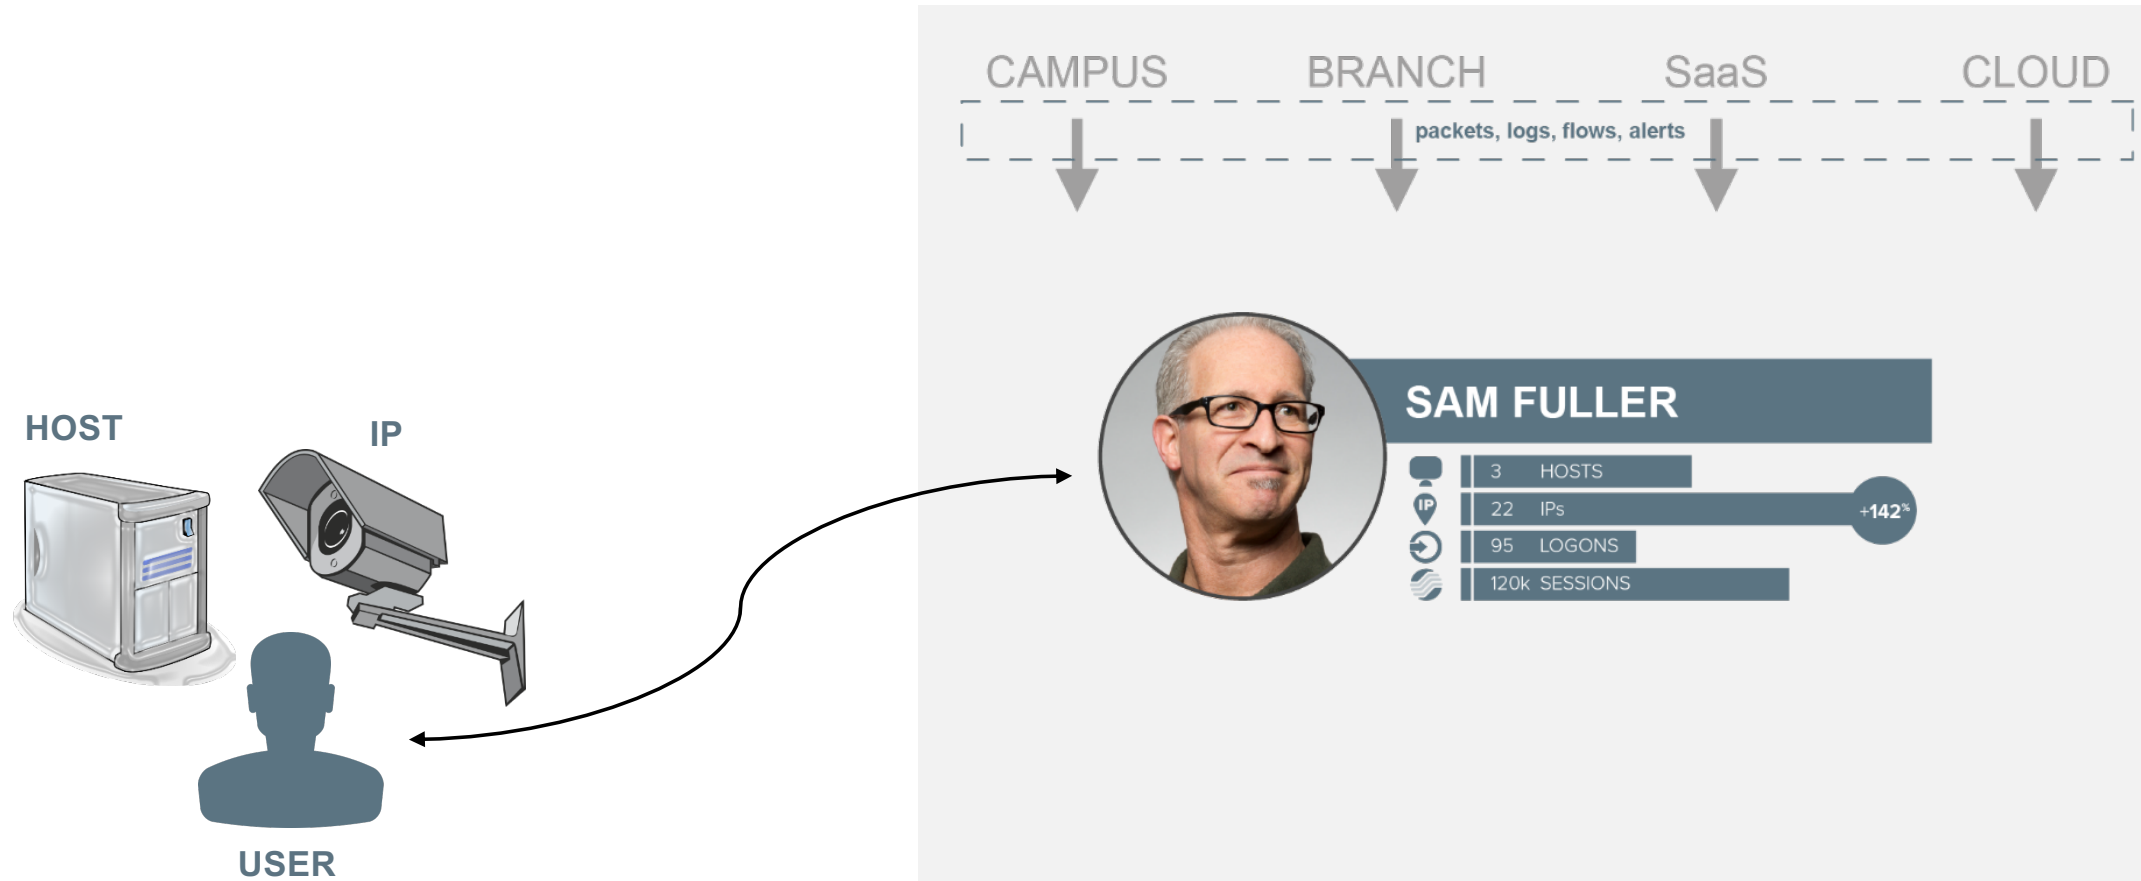 CAMPUS BRANCH SaaS CLOUD
packets, logs, flows, alerts
SAM FULLER
3 HOSTS
IP 22 IPs
+142%
95 LOGONS
120k SESSIONS
HOST
IP
USER